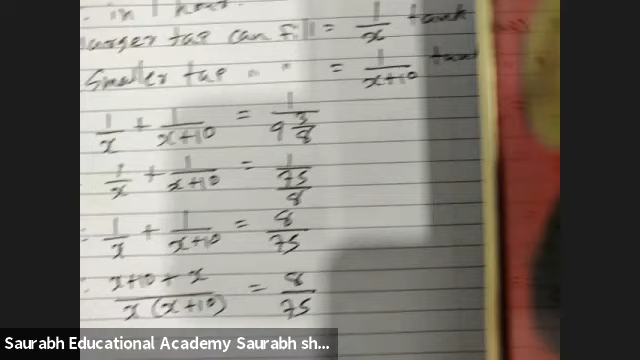 in 1 hour.
larger tap can fill = 1/x tank
Smaller tap " " = 1/(x+10) tank
1/x + 1/(x+10) = 1/(9 3/8)
1/x + 1/(x+10) = 1/(75/8)
1/x + 1/(x+10) = 8/75
(x+10+x)/(x(x+10)) = 8/75
Saurabh Educational Academy Saurabh sh...